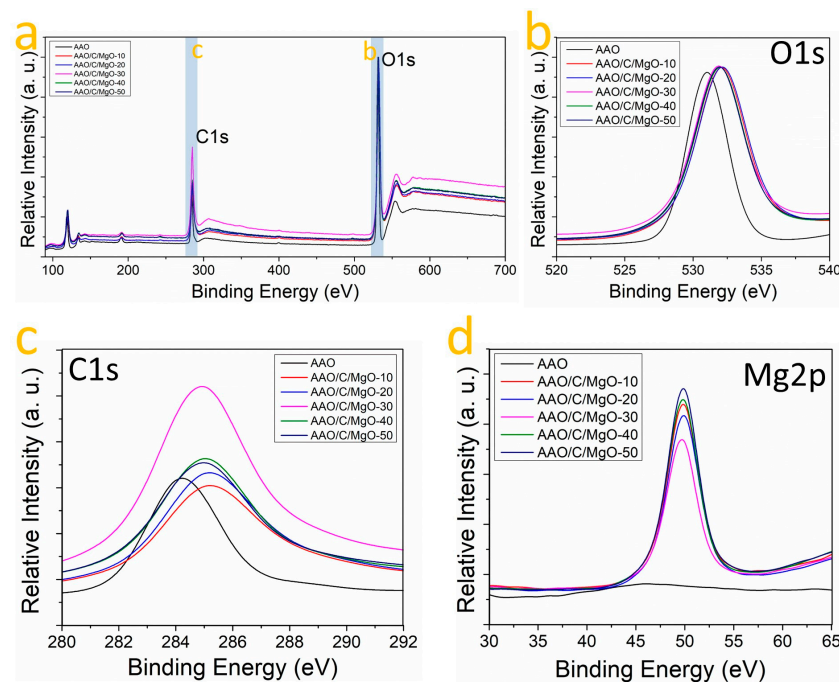 a
c
b
AAO
AAO/C/MgO-10
AAO/C/MgO-20
AAO/C/MgO-30
AAO/C/MgO-40
AAO/C/MgO-50
O1s
C1s
Relative Intensity (a. u.)
100 200 300 400 500 600 700
Binding Energy (eV)
b
O1s
AAO
AAO/C/MgO-10
AAO/C/MgO-20
AAO/C/MgO-30
AAO/C/MgO-40
AAO/C/MgO-50
Relative Intensity (a. u.)
520 525 530 535 540
Binding Energy (eV)
c
C1s
AAO
AAO/C/MgO-10
AAO/C/MgO-20
AAO/C/MgO-30
AAO/C/MgO-40
AAO/C/MgO-50
Relative Intensity (a. u.)
280 282 284 286 288 290 292
Binding Energy (eV)
d
Mg2p
AAO
AAO/C/MgO-10
AAO/C/MgO-20
AAO/C/MgO-30
AAO/C/MgO-40
AAO/C/MgO-50
Relative Intensity (a. u.)
30 35 40 45 50 55 60 65
Binding Energy (eV)